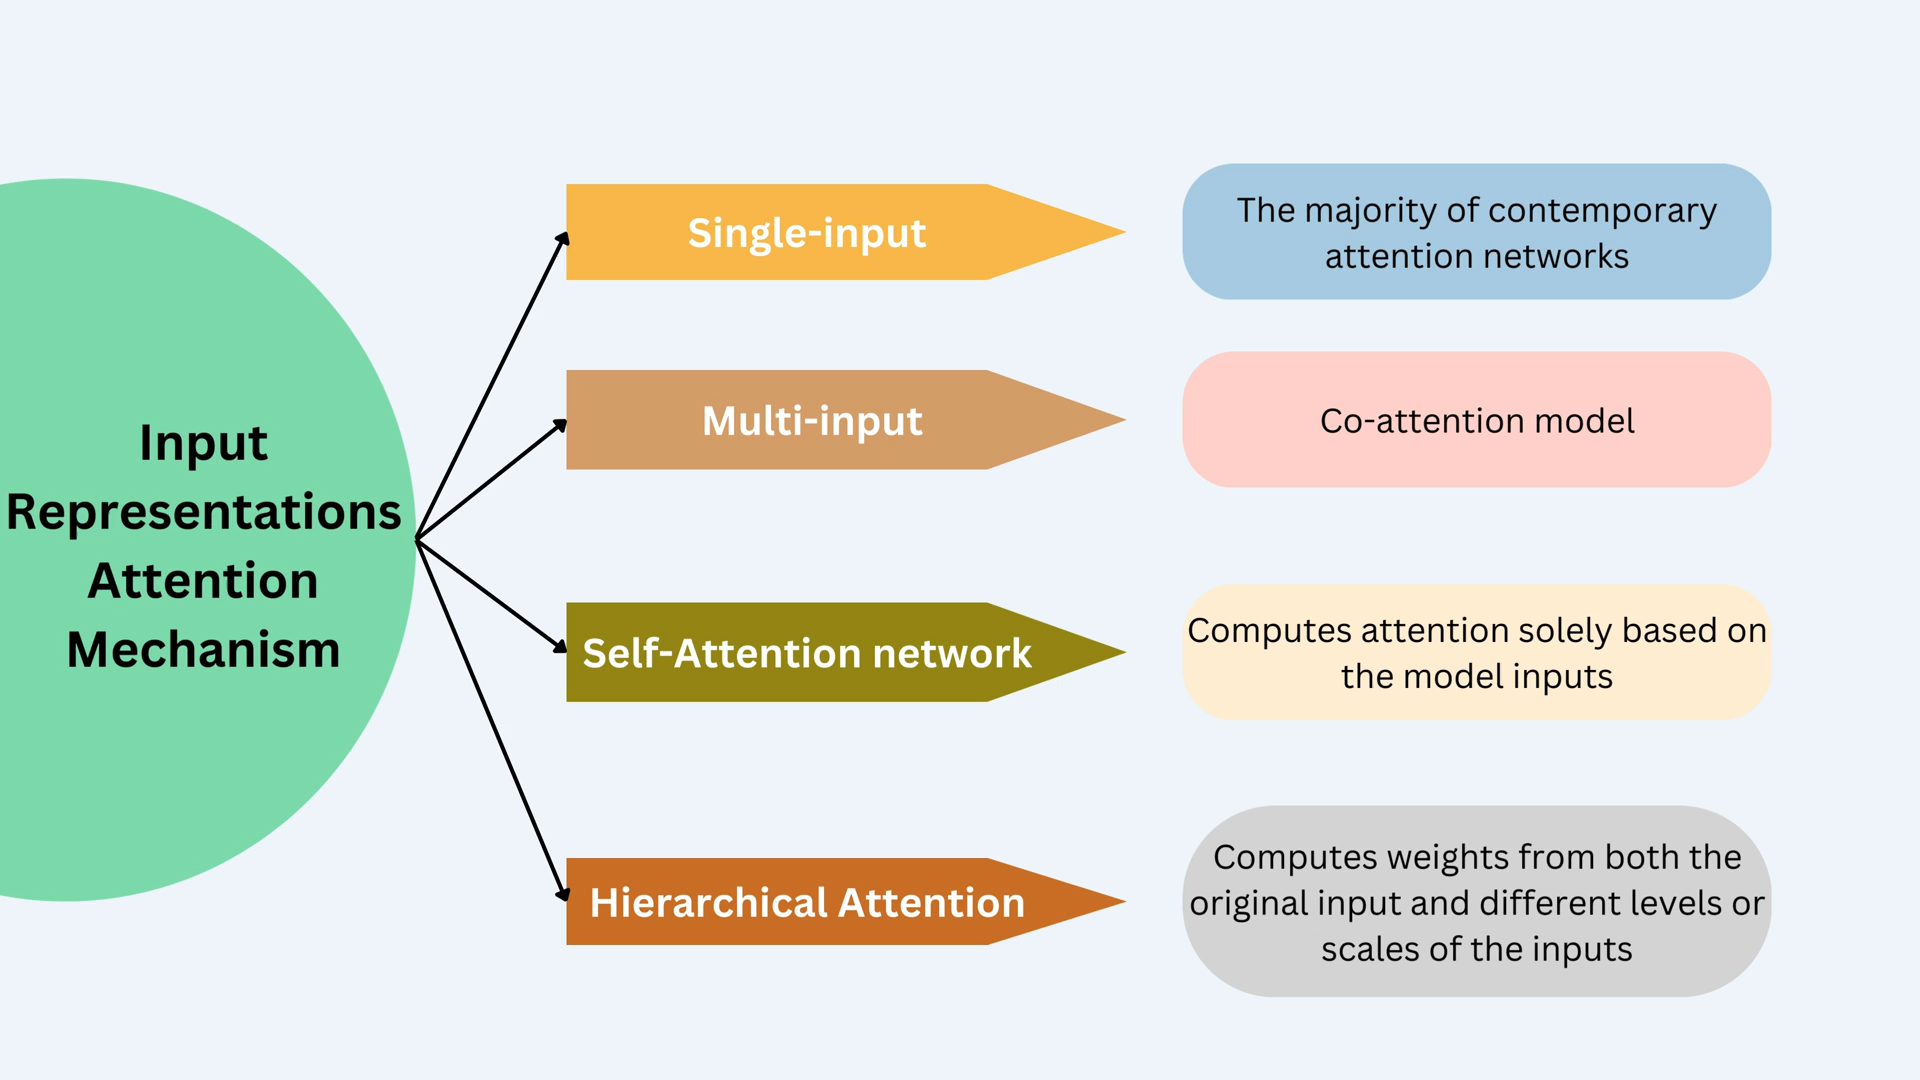 Input
Representations
Attention
Mechanism
Single-input
The majority of contemporary
attention networks
Multi-input
Co-attention model
Self-Attention network
Computes attention solely based on
the model inputs
Hierarchical Attention
Computes weights from both the
original input and different levels or
scales of the inputs